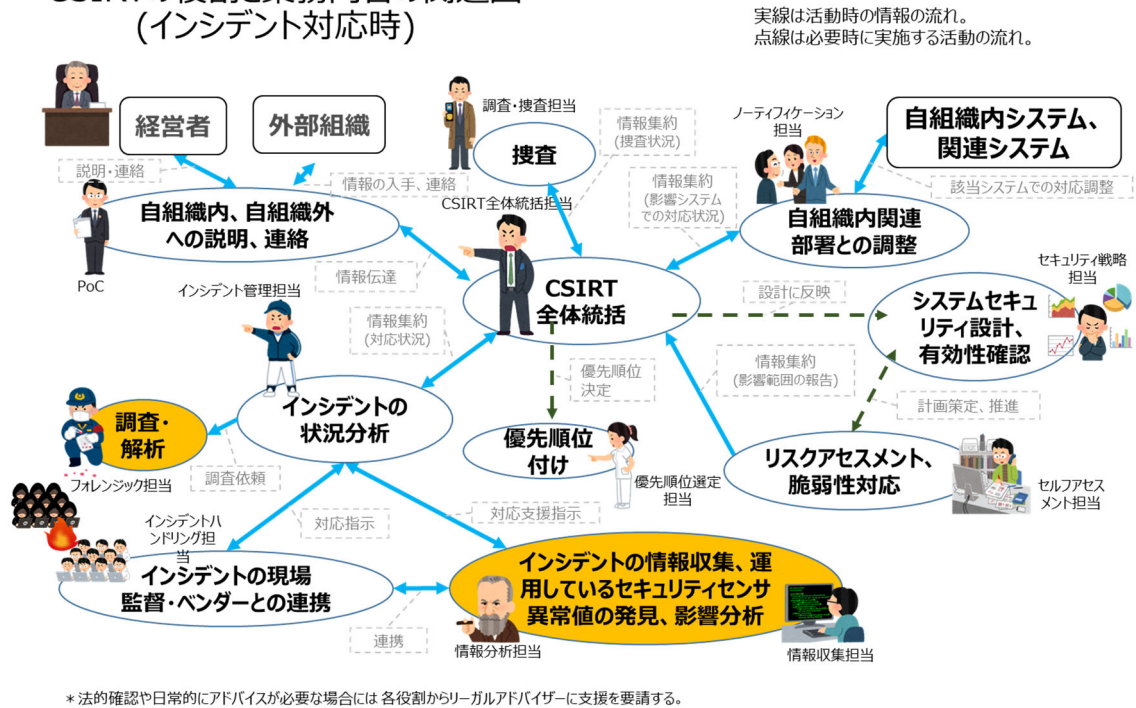 (インシデント対応時)
実線は活動時の情報の流れ。
点線は必要時に実施する活動の流れ。
経営者
外部組織
調査・捜査担当
捜査
情報集約
(捜査状況)
ノーティフィケーション
担当
自組織内システム、
関連システム
説明・連絡
情報の入手、連絡
情報集約
(影響システム
での対応状況)
該当システムでの対応調整
自組織内、自組織外
への説明、連絡
CSIRT全体統括担当
自組織内関連
部署との調整
PoC
情報伝達
インシデント管理担当
CSIRT
全体統括
設計に反映
セキュリティ戦略
担当
システムセキュ
リティ設計、
有効性確認
情報集約
(対応状況)
優先順位
決定
情報集約
(影響範囲の報告)
計画策定、推進
インシデントの
状況分析
調査・
解析
調査依頼
フォレンジック担当
優先順位
付け
優先順位選定
担当
リスクアセスメント、
脆弱性対応
セルフアセス
メント担当
インシデントハ
ンドリング担
当
対応指示
対応支援指示
インシデントの現場
監督・ベンダーとの連携
連携
インシデントの情報収集、運
用しているセキュリティセンサ
異常値の発見、影響分析
情報分析担当
情報収集担当
*法的確認や日常的にアドバイスが必要な場合には 各役割からリーガルアドバイザーに支援を要請する。